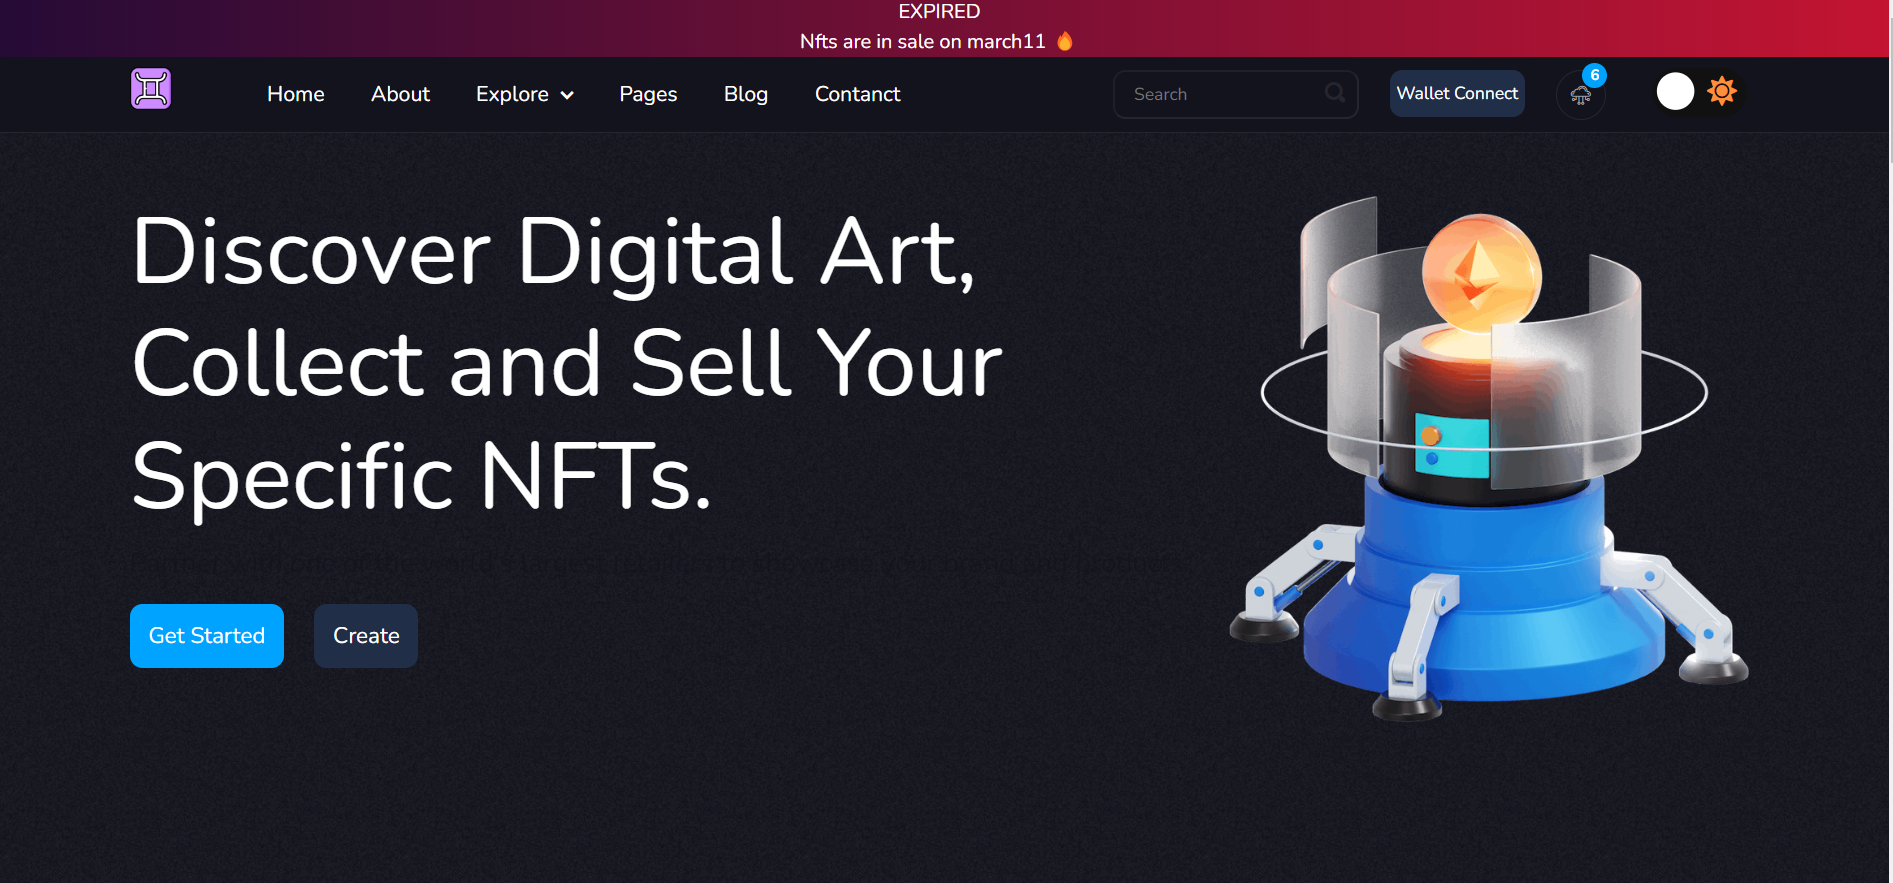 EXPIRED
Nfts are in sale on march11 🔥
Home About Explore Pages Blog Contanct Search Wallet Connect 6
Discover Digital Art,
Collect and Sell Your
Specific NFTs.
Get Started Create